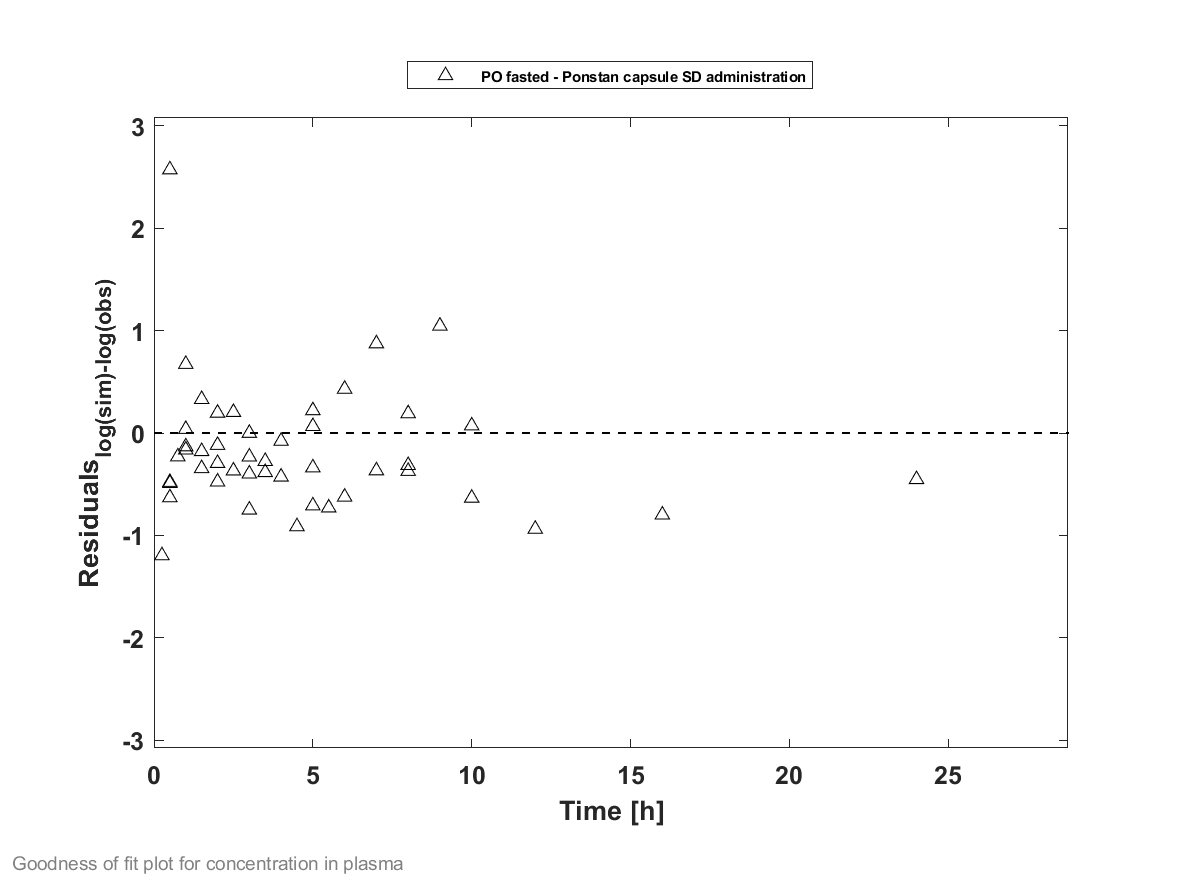 PO fasted - Ponstan capsule SD administration
3
2
1
0
-1
-2
-3
Residuals log(sim)-log(obs)
0 5 10 15 20 25
Time [h]
Goodness of fit plot for concentration in plasma